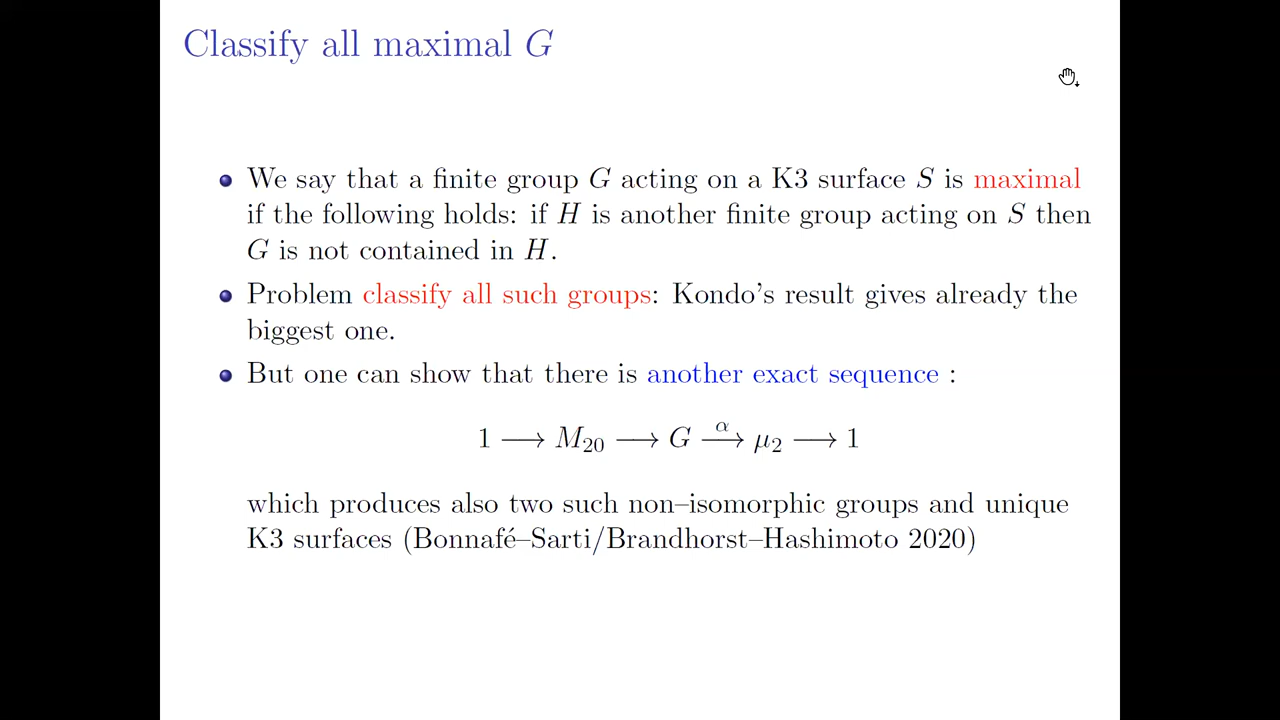 Classify all maximal G
We say that a finite group G acting on a K3 surface S is maximal
if the following holds: if H is another finite group acting on S then
G is not contained in H.
Problem classify all such groups: Kondo's result gives already the
biggest one.
But one can show that there is another exact sequence :
1 ⟶ M₂₀ ⟶ G ⟶^α μ₂ ⟶ 1
which produces also two such non–isomorphic groups and unique
K3 surfaces (Bonnafé–Sarti/Brandhorst–Hashimoto 2020)